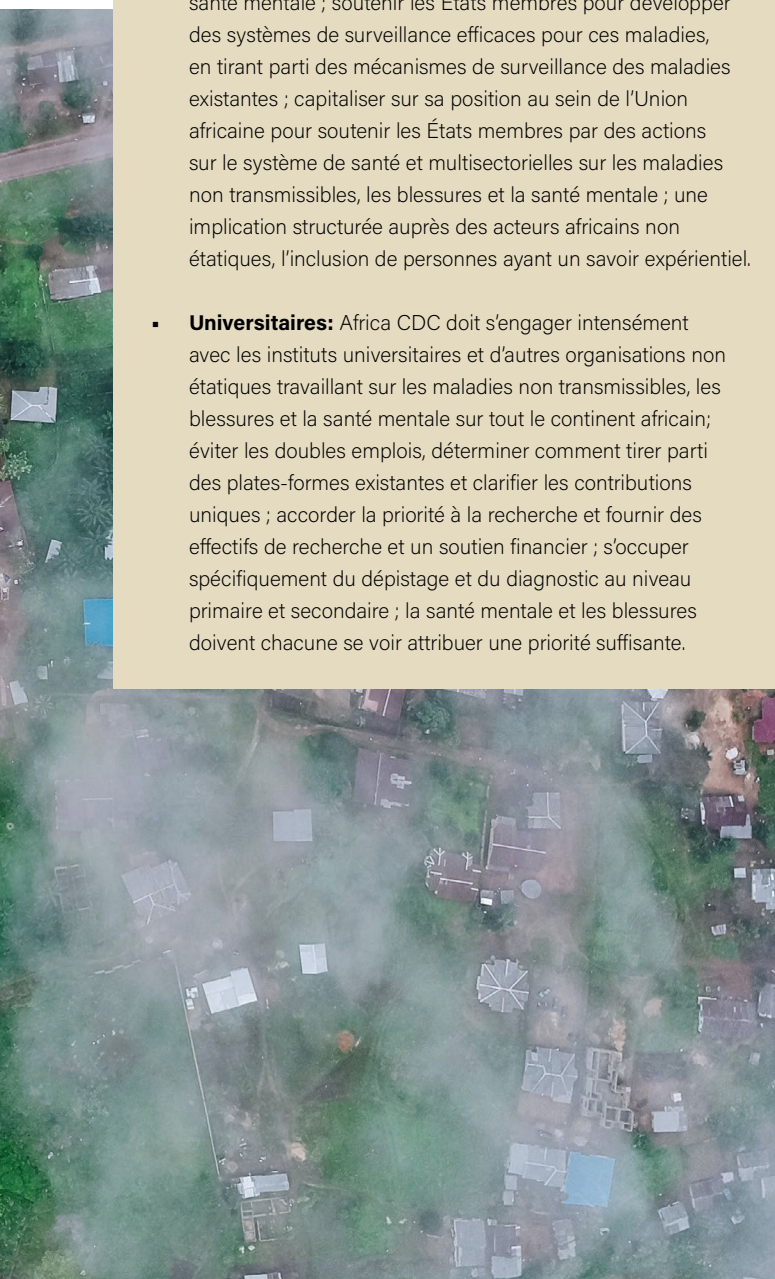 santé mentale ; soutenir les États membres pour développer
des systèmes de surveillance efficaces pour ces maladies,
en tirant parti des mécanismes de surveillance des maladies
existantes ; capitaliser sur sa position au sein de l’Union
africaine pour soutenir les États membres par des actions
sur le système de santé et multisectorielles sur les maladies
non transmissibles, les blessures et la santé mentale ; une
implication structurée auprès des acteurs africains non
étatiques, l’inclusion de personnes ayant un savoir expérientiel.
▪ Universitaires: Africa CDC doit s’engager intensément
avec les instituts universitaires et d’autres organisations non
étatiques travaillant sur les maladies non transmissibles, les
blessures et la santé mentale sur tout le continent africain;
éviter les doubles emplois, déterminer comment tirer parti
des plates-formes existantes et clarifier les contributions
uniques ; accorder la priorité à la recherche et fournir des
effectifs de recherche et un soutien financier ; s’occuper
spécifiquement du dépistage et du diagnostic au niveau
primaire et secondaire ; la santé mentale et les blessures
doivent chacune se voir attribuer une priorité suffisante.